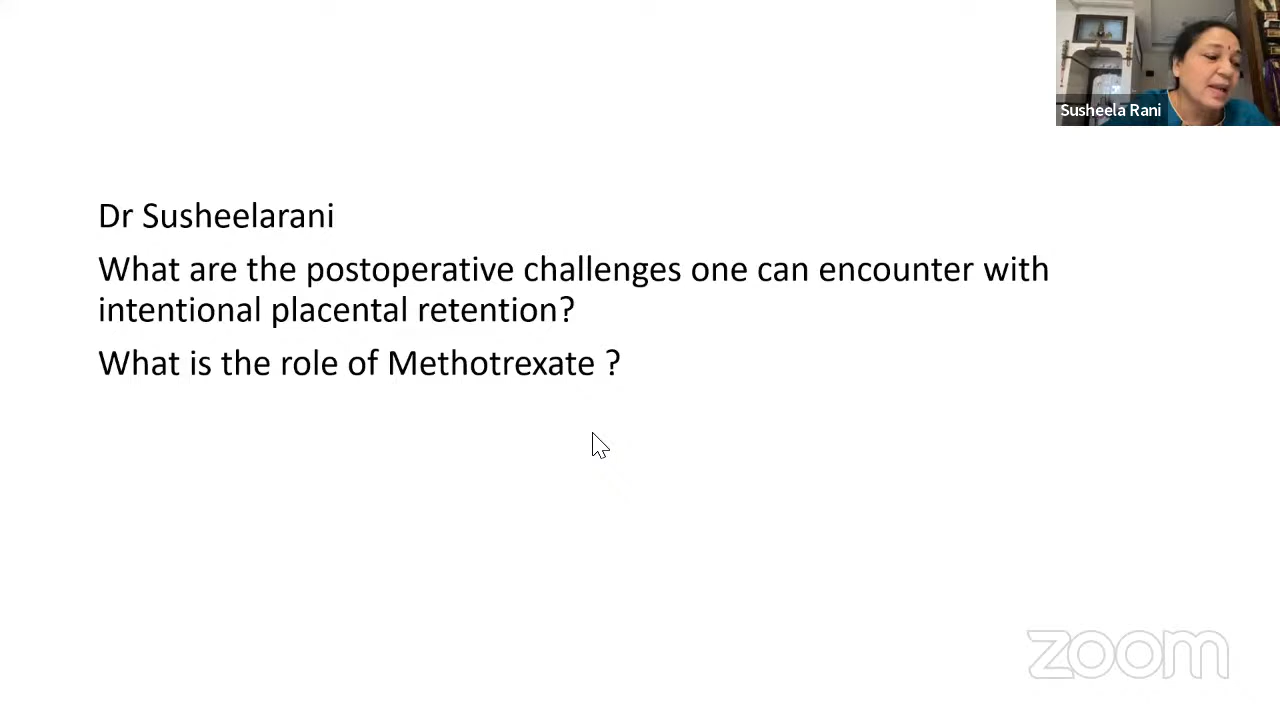 Susheela Rani
Dr Susheelarani
What are the postoperative challenges one can encounter with
intentional placental retention?
What is the role of Methotrexate ?
zoom